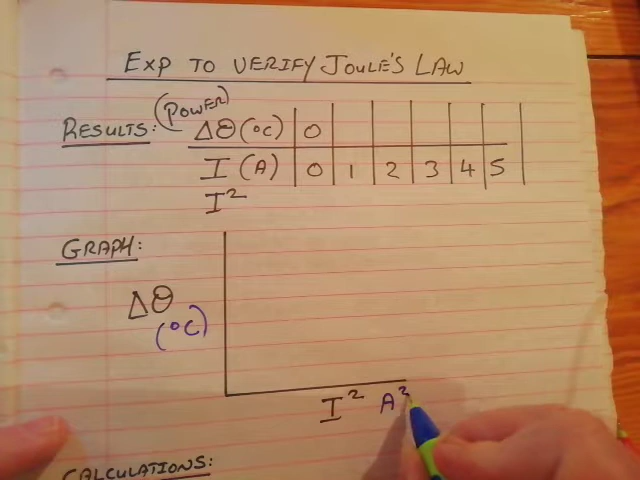 EXP TO VERIFY JOULE'S LAW
(POWER)
RESULTS: Δθ (°C) 0
I (A) 0 1 2 3 4 5
I²
GRAPH:
Δθ
(°C)
I² A²
CALCULATIONS: